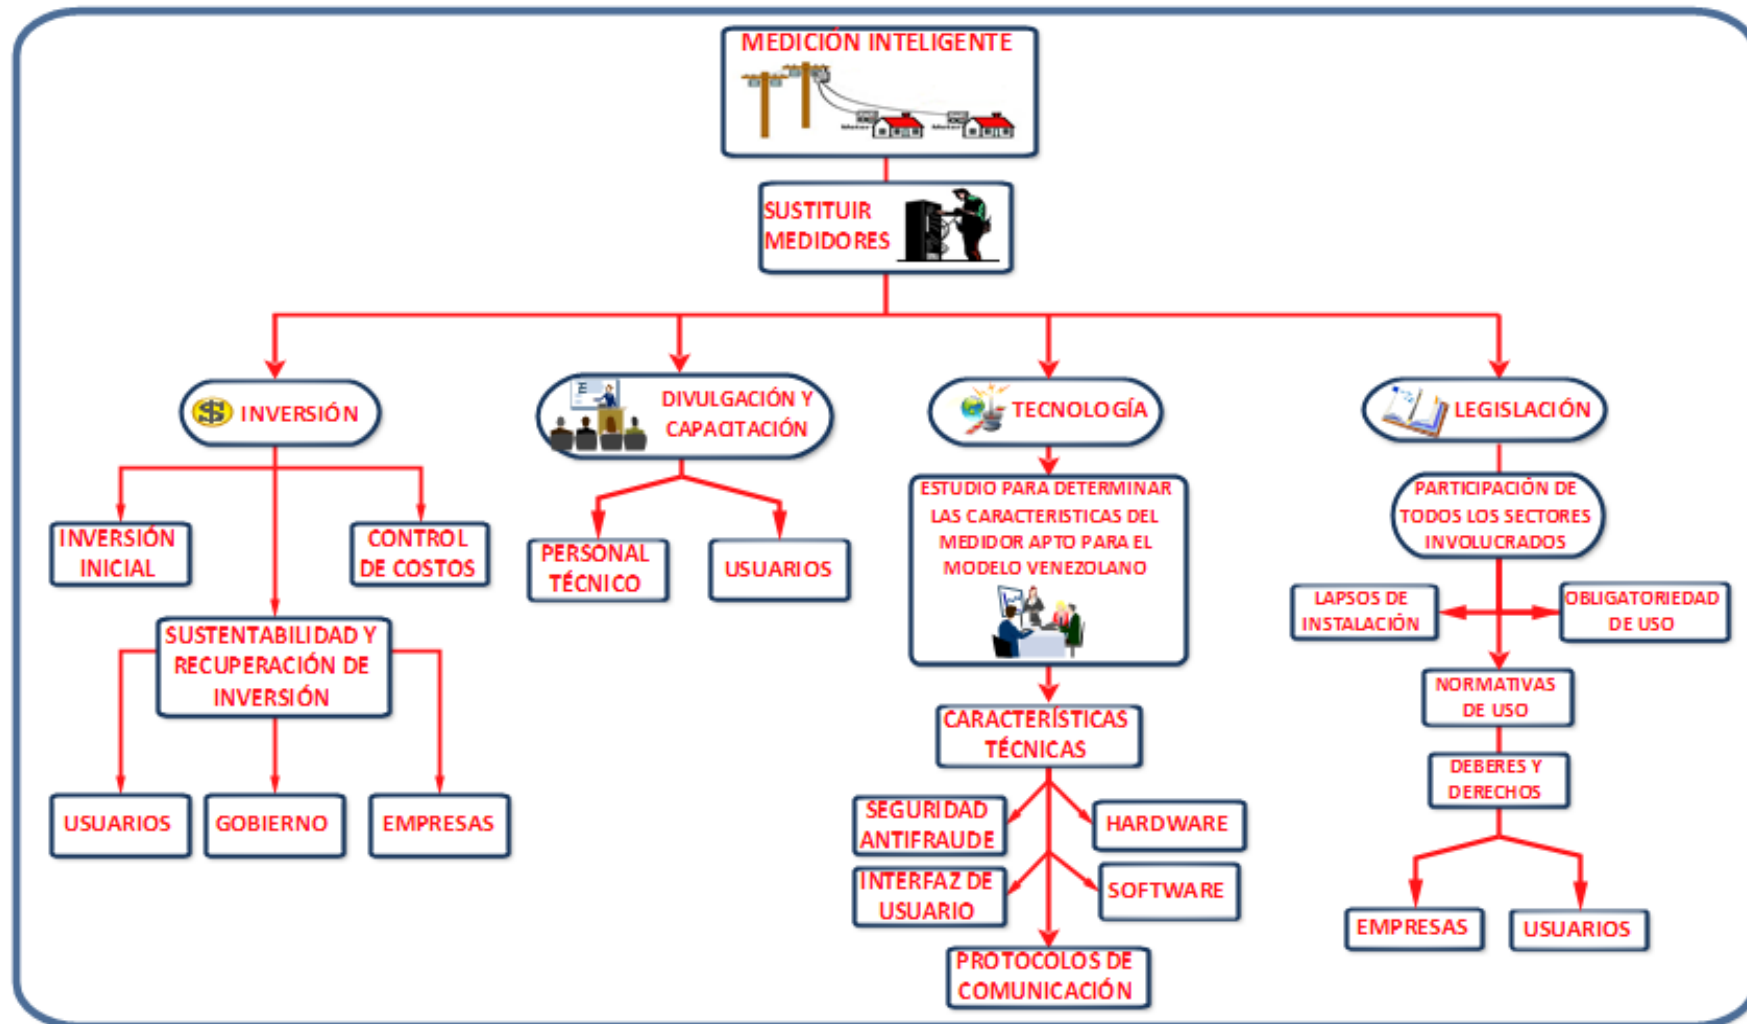 MEDICIÓN INTELIGENTE
SUSTITUIR
MEDIDORES
INVERSIÓN
DIVULGACIÓN Y
CAPACITACIÓN
TECNOLOGÍA
LEGISLACIÓN
INVERSIÓN
INICIAL
CONTROL
DE COSTOS
SUSTENTABILIDAD Y
RECUPERACIÓN DE
INVERSIÓN
USUARIOS
GOBIERNO
EMPRESAS
PERSONAL
TÉCNICO
USUARIOS
ESTUDIO PARA DETERMINAR
LAS CARACTERISTICAS DEL
MEDIDOR APTO PARA EL
MODELO VENEZOLANO
CARACTERÍSTICAS
TÉCNICAS
SEGURIDAD
ANTIFRAUDE
HARDWARE
INTERFAZ DE
USUARIO
SOFTWARE
PROTOCOLOS DE
COMUNICACIÓN
PARTICIPACIÓN DE
TODOS LOS SECTORES
INVOLUCRADOS
LAPSOS DE
INSTALACIÓN
OBLIGATORIEDAD
DE USO
NORMATIVAS
DE USO
DEBERES Y
DERECHOS
EMPRESAS
USUARIOS